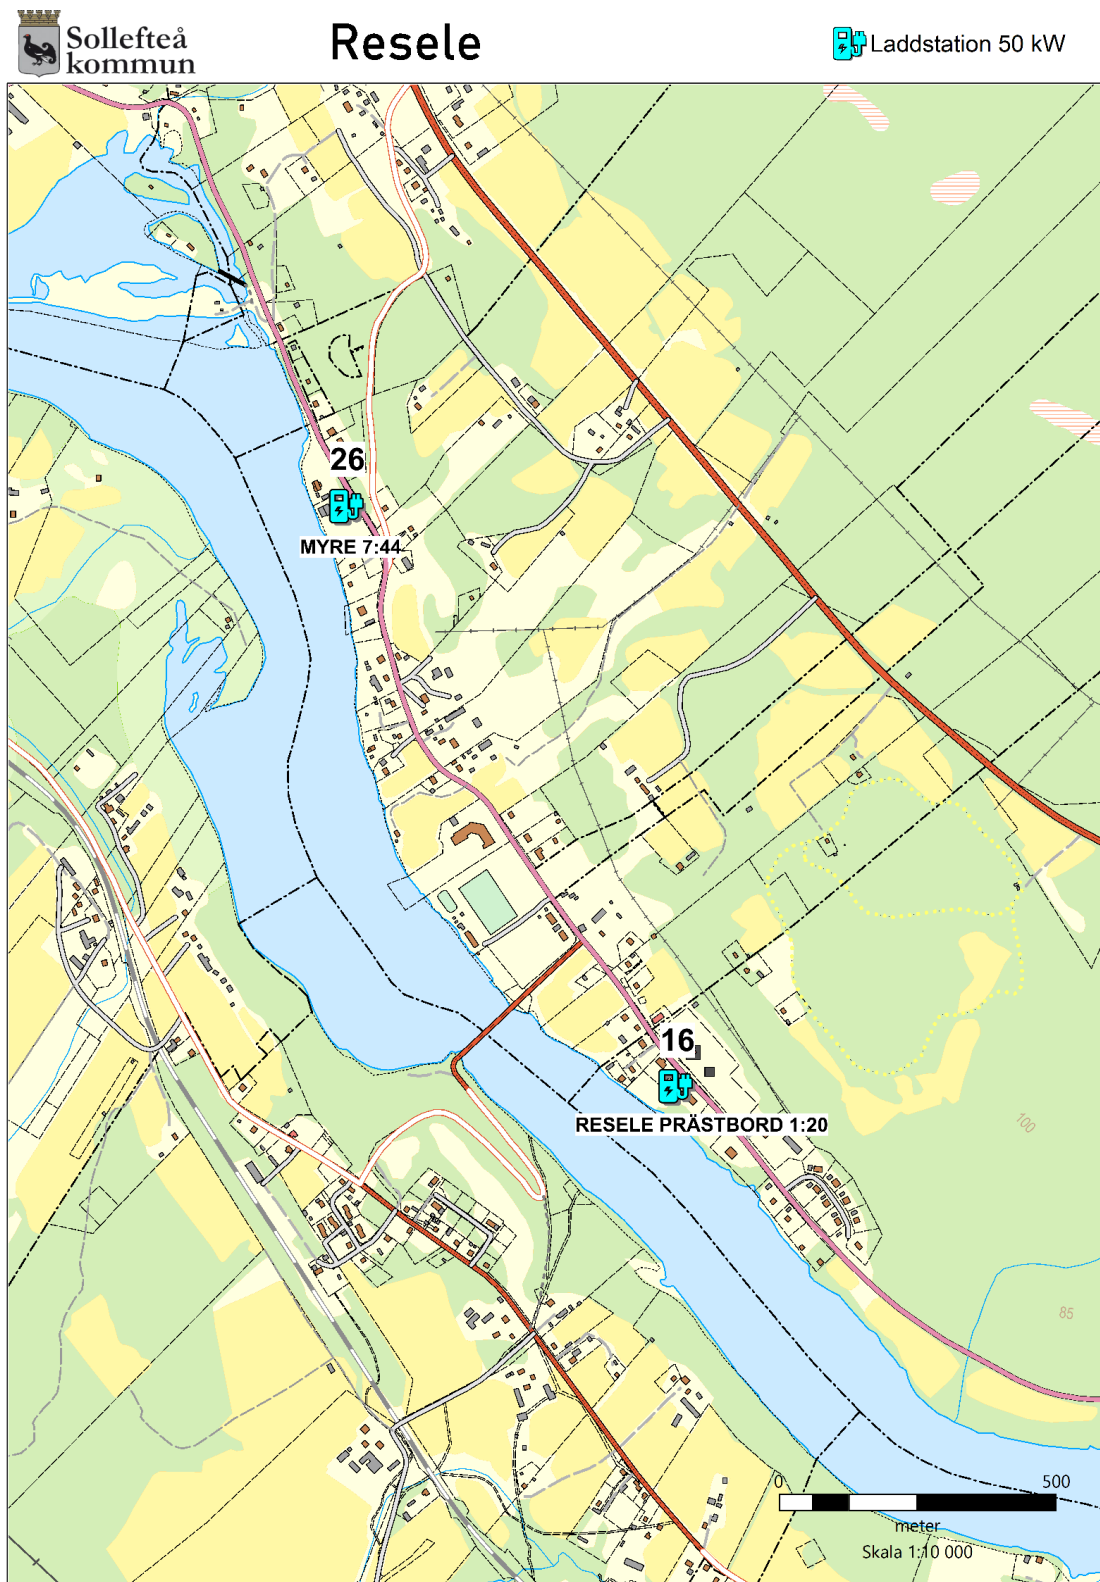 Sollefteå
kommun
Resele
Laddstation 50 kW
26
MYRE 7:44
16
RESELE PRÄSTBORD 1:20
100
85
0 500
meter
Skala 1:10 000